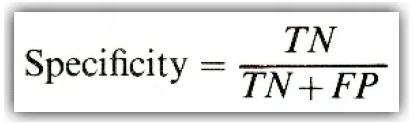 Specificity = TN / TN + FP